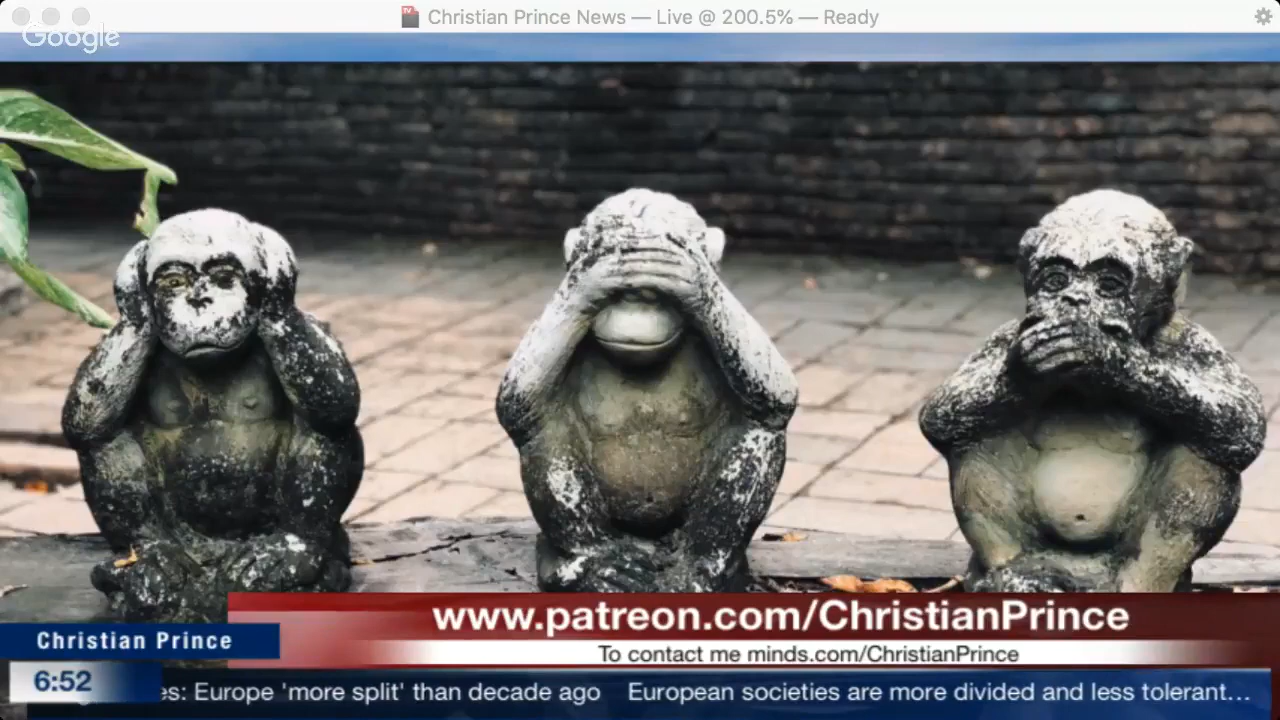 Christian Prince News — Live @ 200.5% — Ready
Google
www.patreon.com/ChristianPrince
Christian Prince
To contact me minds.com/ChristianPrince
6:52
es: Europe 'more split' than decade ago European societies are more divided and less tolerant…